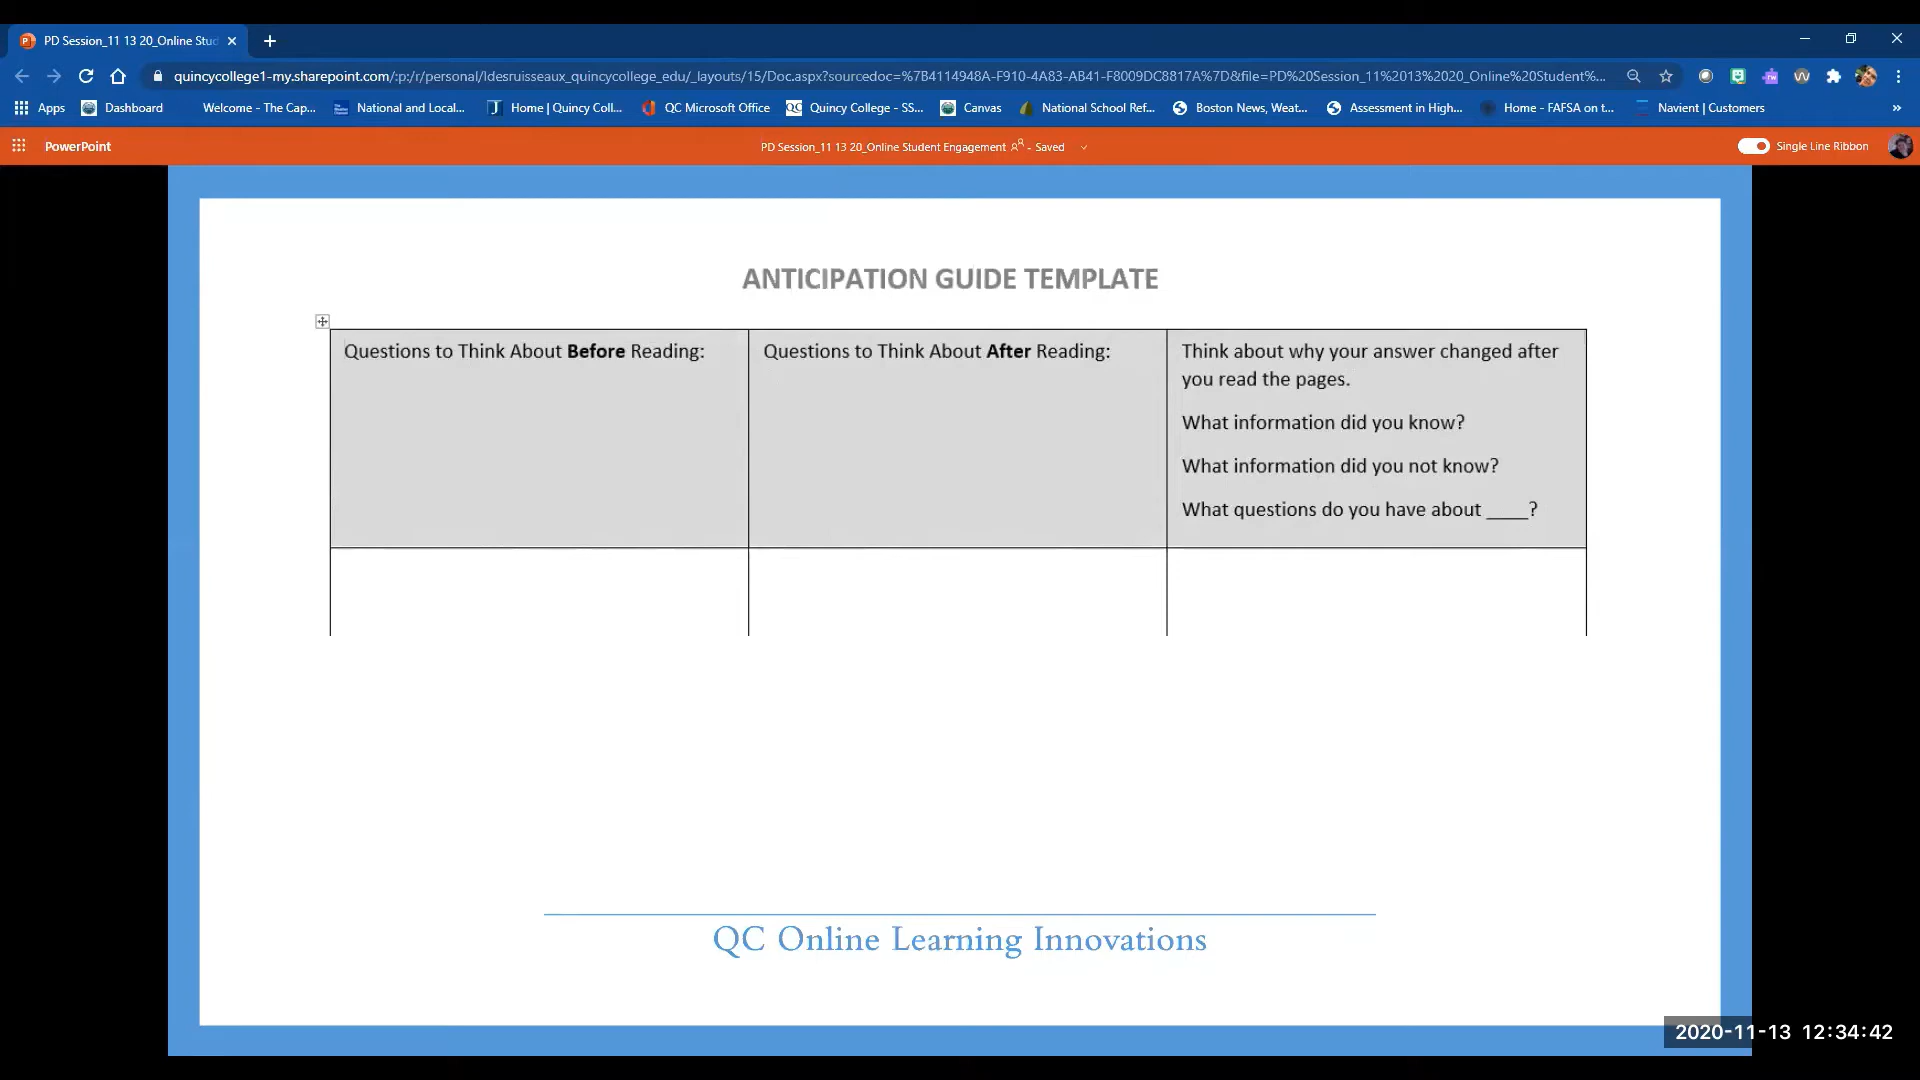 PD Session_11 13 20_Online Stud
quincycollege1-my.sharepoint.com/:p:/r/personal/ldesruisseaux_quincycollege_edu/_layouts/15/Doc.aspx?sourcedoc=%7B4114948A-F910-4A83-AB41-F8009DC8817A%7D&file=PD%20Session_11%2013%2020_Online%20Student%...
Apps Dashboard Welcome - The Cap... National and Local... Home | Quincy Coll... QC Microsoft Office Quincy College - SS... Canvas National School Ref... Boston News, Weat... Assessment in High... Home - FAFSA on t... Navient | Customers »
PowerPoint PD Session_11 13 20_Online Student Engagement - Saved Single Line Ribbon
ANTICIPATION GUIDE TEMPLATE
Questions to Think About Before Reading:
Questions to Think About After Reading:
Think about why your answer changed after
you read the pages.
What information did you know?
What information did you not know?
What questions do you have about ____?
QC Online Learning Innovations
2020-11-13 12:34:42